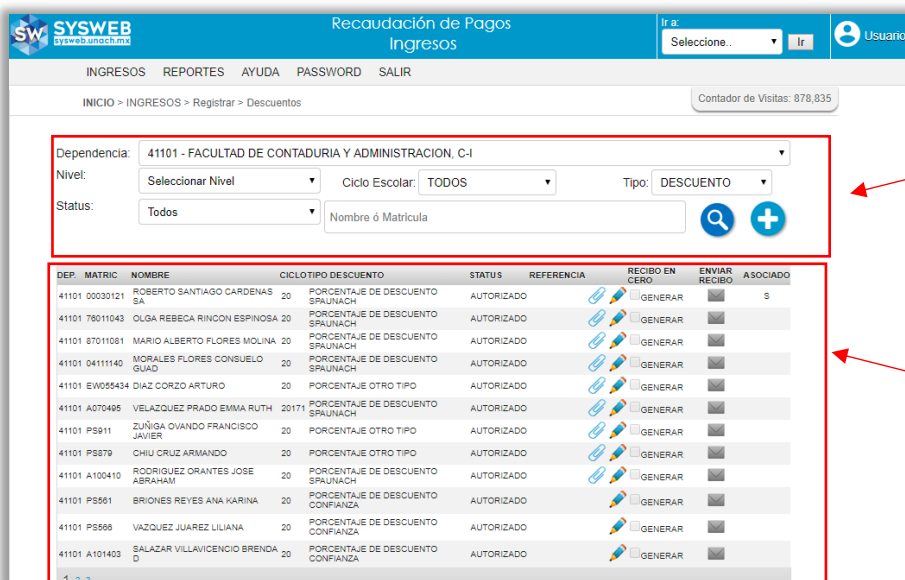 SW SYSWEB Recaudación de Pagos Ir a:
sysweb.unach.mx Ingresos Seleccione.. Ir Usuario
INGRESOS REPORTES AYUDA PASSWORD SALIR
INICIO > INGRESOS > Registrar > Descuentos Contador de Visitas: 878,835
Dependencia: 41101 - FACULTAD DE CONTADURIA Y ADMINISTRACION, C-I
Nivel: Seleccionar Nivel Ciclo Escolar: TODOS Tipo: DESCUENTO
Status: Todos Nombre ó Matricula
DEP. MATRIC NOMBRE CICLO TIPO DESCUENTO STATUS REFERENCIA RECIBO EN CERO ENVIAR RECIBO ASOCIADO
41101 00030121 ROBERTO SANTIAGO CARDENAS SA 20 PORCENTAJE DE DESCUENTO SPAUNACH AUTORIZADO GENERAR S
41101 76011043 OLGA REBECA RINCON ESPINOSA 20 PORCENTAJE DE DESCUENTO SPAUNACH AUTORIZADO GENERAR
41101 87011081 MARIO ALBERTO FLORES MOLINA 20 PORCENTAJE DE DESCUENTO SPAUNACH AUTORIZADO GENERAR
41101 04111140 MORALES FLORES CONSUELO GUAD 20 PORCENTAJE DE DESCUENTO SPAUNACH AUTORIZADO GENERAR
41101 EW055434 DIAZ CORZO ARTURO 20 PORCENTAJE OTRO TIPO AUTORIZADO GENERAR
41101 A070495 VELAZQUEZ PRADO EMMA RUTH 20171 PORCENTAJE DE DESCUENTO SPAUNACH AUTORIZADO GENERAR
41101 PS911 ZUÑIGA OVANDO FRANCISCO JAVIER 20 PORCENTAJE OTRO TIPO AUTORIZADO GENERAR
41101 PS879 CHIU CRUZ ARMANDO 20 PORCENTAJE OTRO TIPO AUTORIZADO GENERAR
41101 A100410 RODRIGUEZ ORANTES JOSE ABRAHAM 20 PORCENTAJE DE DESCUENTO SPAUNACH AUTORIZADO GENERAR
41101 PS561 BRIONES REYES ANA KARINA 20 PORCENTAJE DE DESCUENTO CONFIANZA AUTORIZADO GENERAR
41101 PS566 VAZQUEZ JUAREZ LILIANA 20 PORCENTAJE DE DESCUENTO CONFIANZA AUTORIZADO GENERAR
41101 A101403 SALAZAR VILLAVICENCIO BRENDA D 20 PORCENTAJE DE DESCUENTO CONFIANZA AUTORIZADO GENERAR
1 2 3